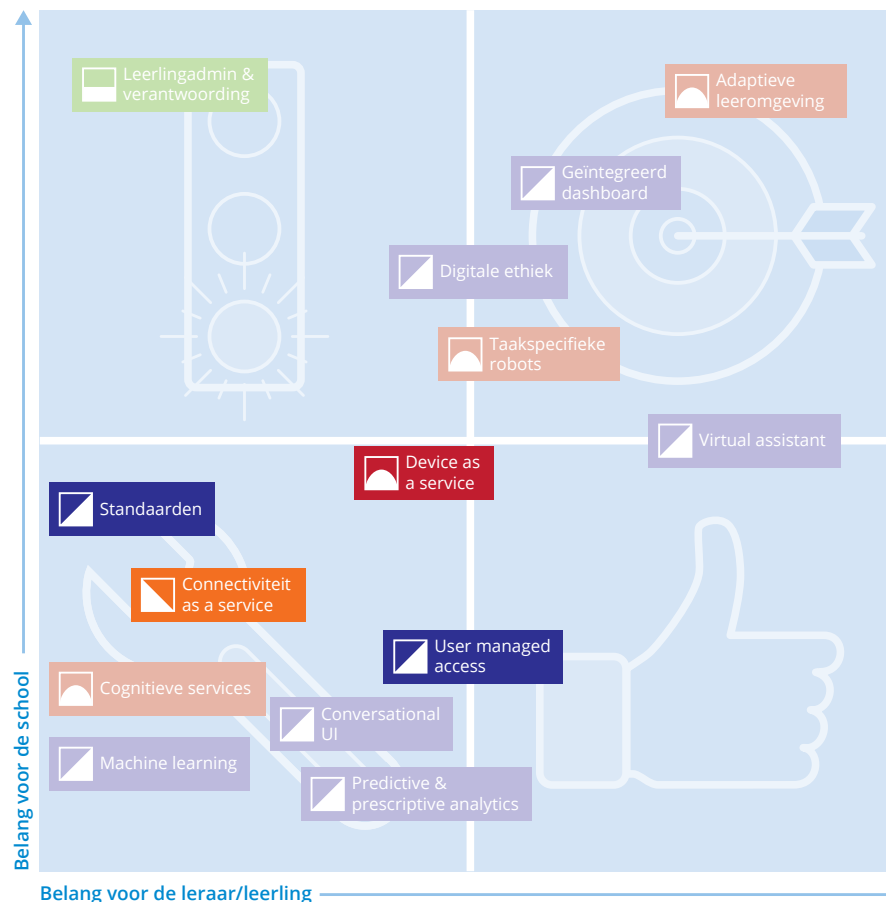 Leerlingadmin &
verantwoording
Adaptieve
leeromgeving
Geïntegreerd
dashboard
Digitale ethiek
Taakspecifieke
robots
Virtual assistant
Device as
a service
Standaarden
Connectiviteit
as a service
User managed
access
Cognitieve services
Conversational
UI
Machine learning
Predictive &
prescriptive analytics
Belang voor de school
Belang voor de leraar/leerling